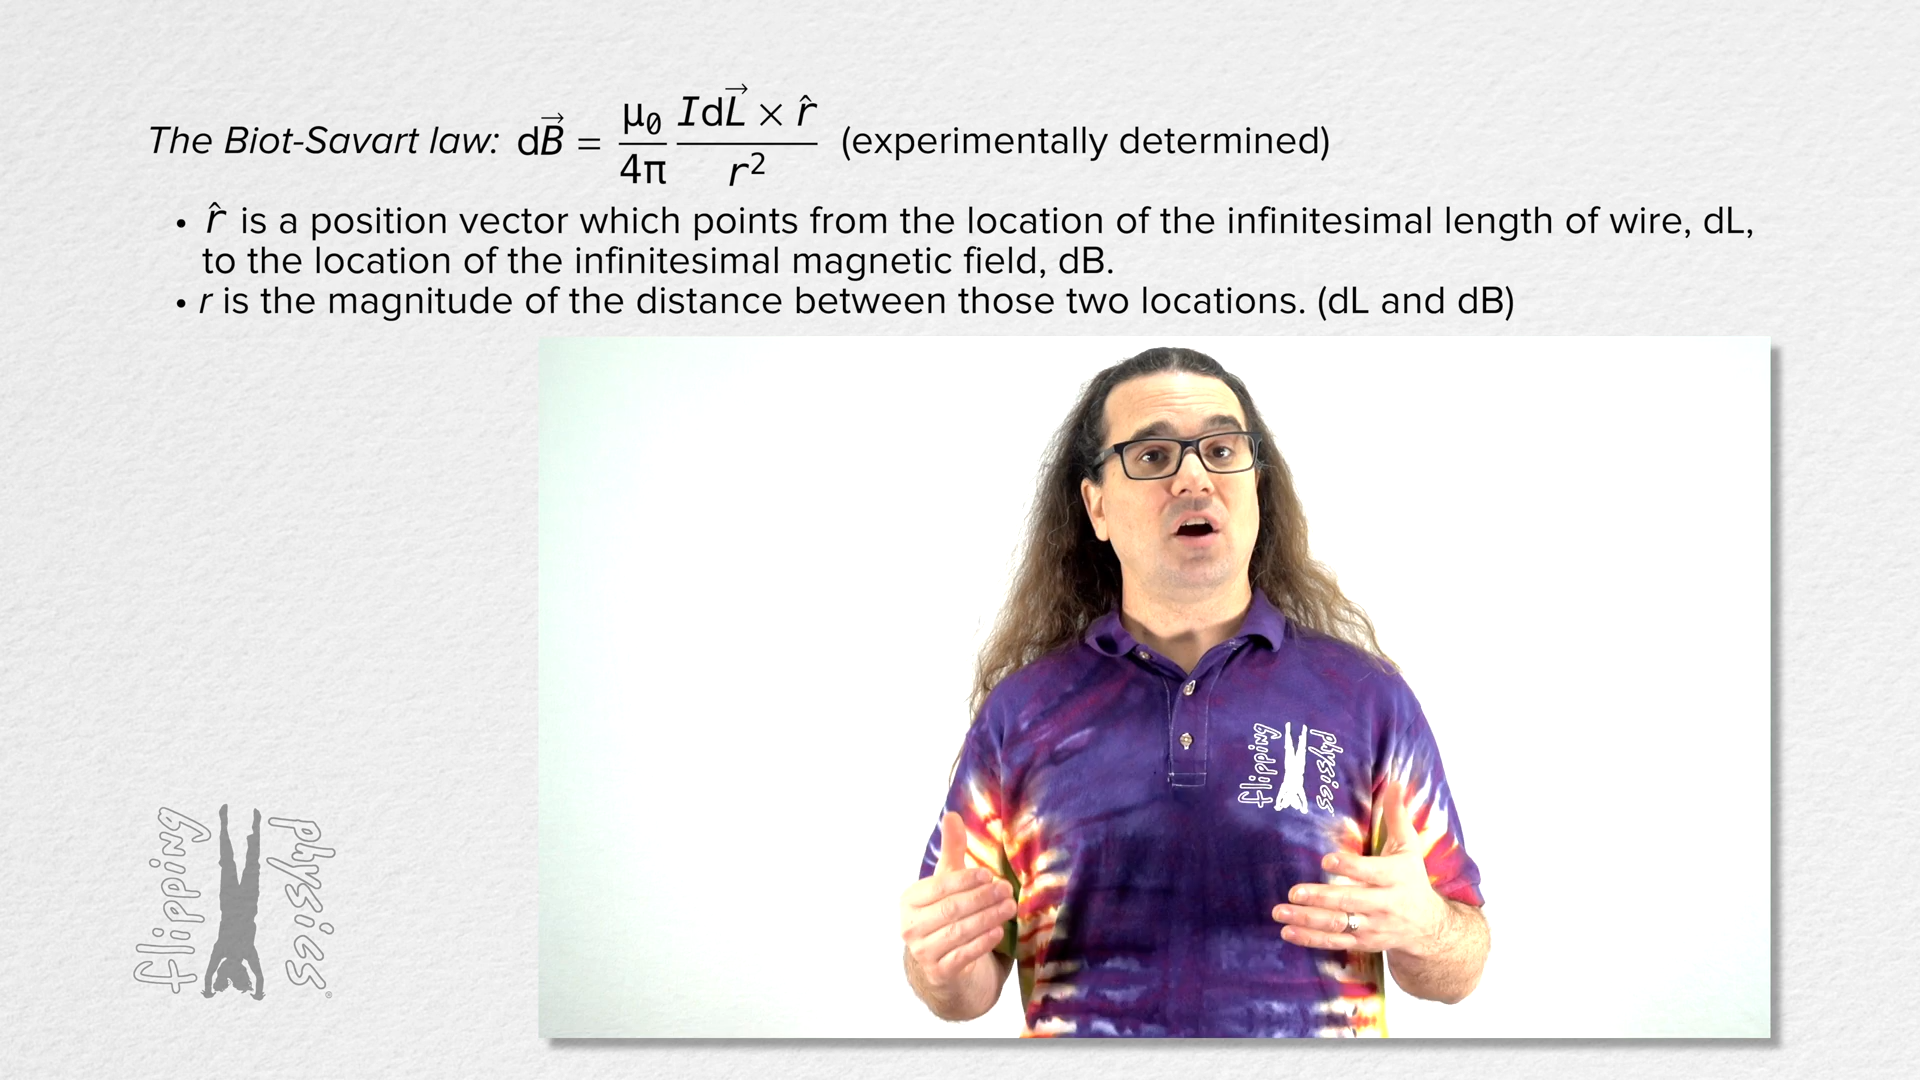 The Biot-Savart law: dB⃗ = μ₀/4π IdL⃗ × r̂/r² (experimentally determined)
• r̂ is a position vector which points from the location of the infinitesimal length of wire, dL,
to the location of the infinitesimal magnetic field, dB.
• r is the magnitude of the distance between those two locations. (dL and dB)
flipping physics
flipping physics®